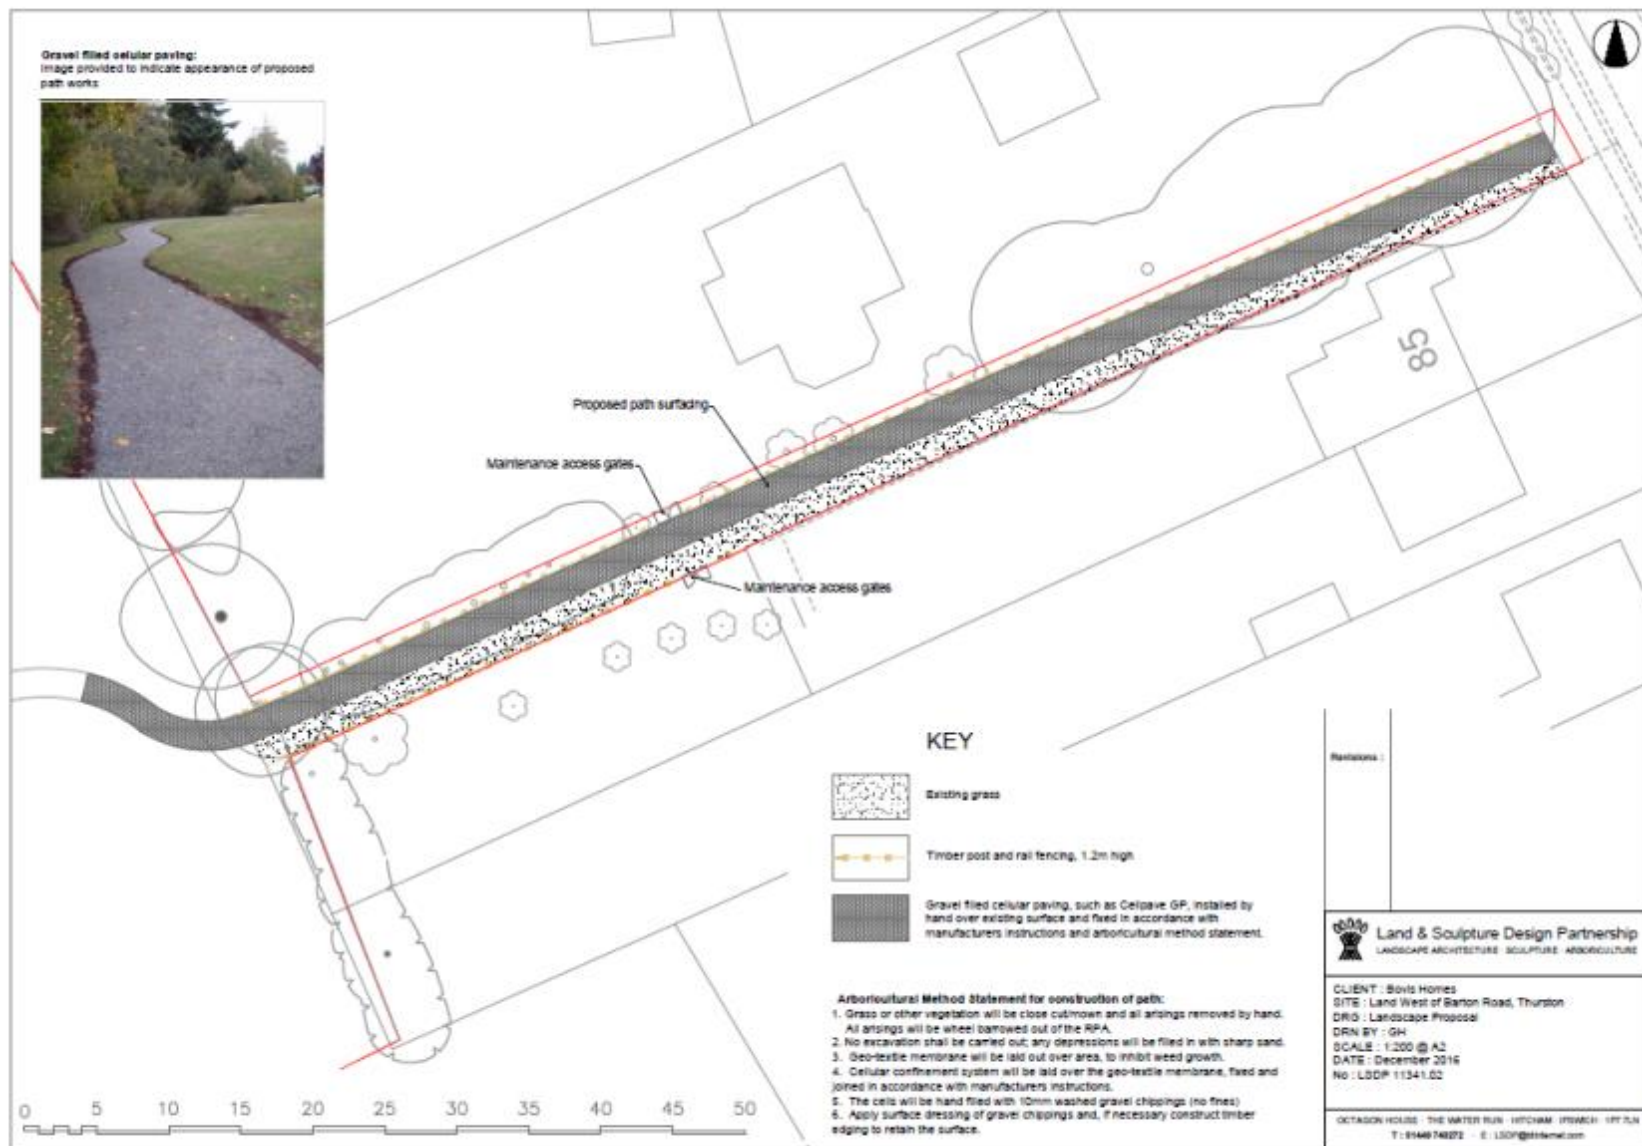 Gravel filled celular paving:
Image provided to indicate appearance of proposed
path works
Proposed path surfacing
Maintenance access gates
Maintenance access gates
85
KEY
Existing grass
Timber post and rail fencing, 1.2m high
Gravel filled cellular paving, such as Cellpave GP, installed by
hand over existing surface and fixed in accordance with
manufacturers instructions and arboricultural method statement.
Arboricultural Method Statement for construction of path:
1. Grass or other vegetation will be close cut/mown and all arisings removed by hand.
All arisings will be wheel barrowed out of the RPA.
2. No excavation shall be carried out; any depressions will be filled in with sharp sand.
3. Geo-textile membrane will be laid out over area, to inhibit weed growth.
4. Cellular confinement system will be laid over the geo-textile membrane, fixed and
joined in accordance with manufacturers instructions.
5. The cells will be hand filled with 10mm washed gravel chippings (no fines)
6. Apply surface dressing of gravel chippings and, if necessary construct timber
edging to retain the surface.
0 5 10 15 20 25 30 35 40 45 50
Revisions :
Land & Sculpture Design Partnership
LANDSCAPE ARCHITECTURE · SCULPTURE · ARBORICULTURE
CLIENT : Bovis Homes
SITE : Land West of Barton Road, Thurston
DRG : Landscape Proposal
DRN BY : GH
SCALE : 1:200 @ A2
DATE : December 2016
No : LSDP 11341.02
OCTAGON HOUSE · THE WATER RUN · HITCHAM · IPSWICH · IP7 7LN
T : 01449 740272 · E :